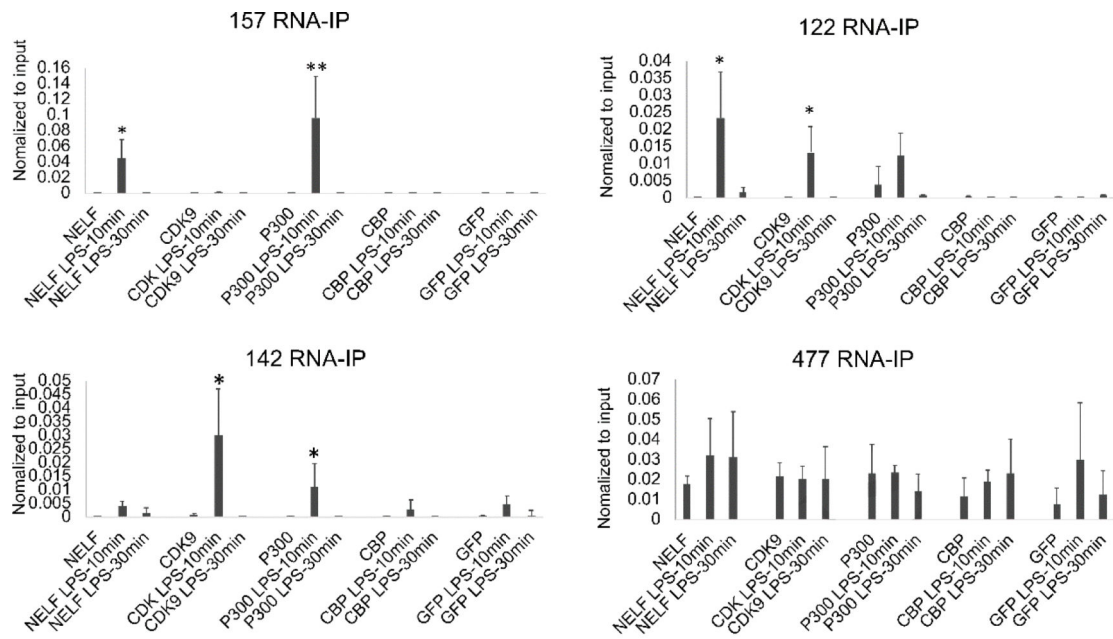 157 RNA-IP
Nomalized to input
0.16
0.14
0.12
0.1
0.08
0.06
0.04
0.02
0
*
**
NELF
NELF LPS-10min
NELF LPS-30min
CDK9
CDK LPS-10min
CDK9 LPS-30min
P300
P300 LPS-10min
P300 LPS-30min
CBP
CBP LPS-10min
CBP LPS-30min
GFP
GFP LPS-10min
GFP LPS-30min
122 RNA-IP
Nomalized to input
0.04
0.035
0.03
0.025
0.02
0.015
0.01
0.005
0
*
*
NELF
NELF LPS-10min
NELF LPS-30min
CDK9
CDK LPS-10min
CDK9 LPS-30min
P300
P300 LPS-10min
P300 LPS-30min
CBP
CBP LPS-10min
CBP LPS-30min
GFP
GFP LPS-10min
GFP LPS-30min
142 RNA-IP
Nomalized to input
0.05
0.045
0.04
0.035
0.03
0.025
0.02
0.015
0.01
0.005
0
*
*
NELF
NELF LPS-10min
NELF LPS-30min
CDK9
CDK LPS-10min
CDK9 LPS-30min
P300
P300 LPS-10min
P300 LPS-30min
CBP
CBP LPS-10min
CBP LPS-30min
GFP
GFP LPS-10min
GFP LPS-30min
477 RNA-IP
Nomalized to input
0.07
0.06
0.05
0.04
0.03
0.02
0.01
0
NELF
NELF LPS-10min
NELF LPS-30min
CDK9
CDK LPS-10min
CDK9 LPS-30min
P300
P300 LPS-10min
P300 LPS-30min
CBP
CBP LPS-10min
CBP LPS-30min
GFP
GFP LPS-10min
GFP LPS-30min